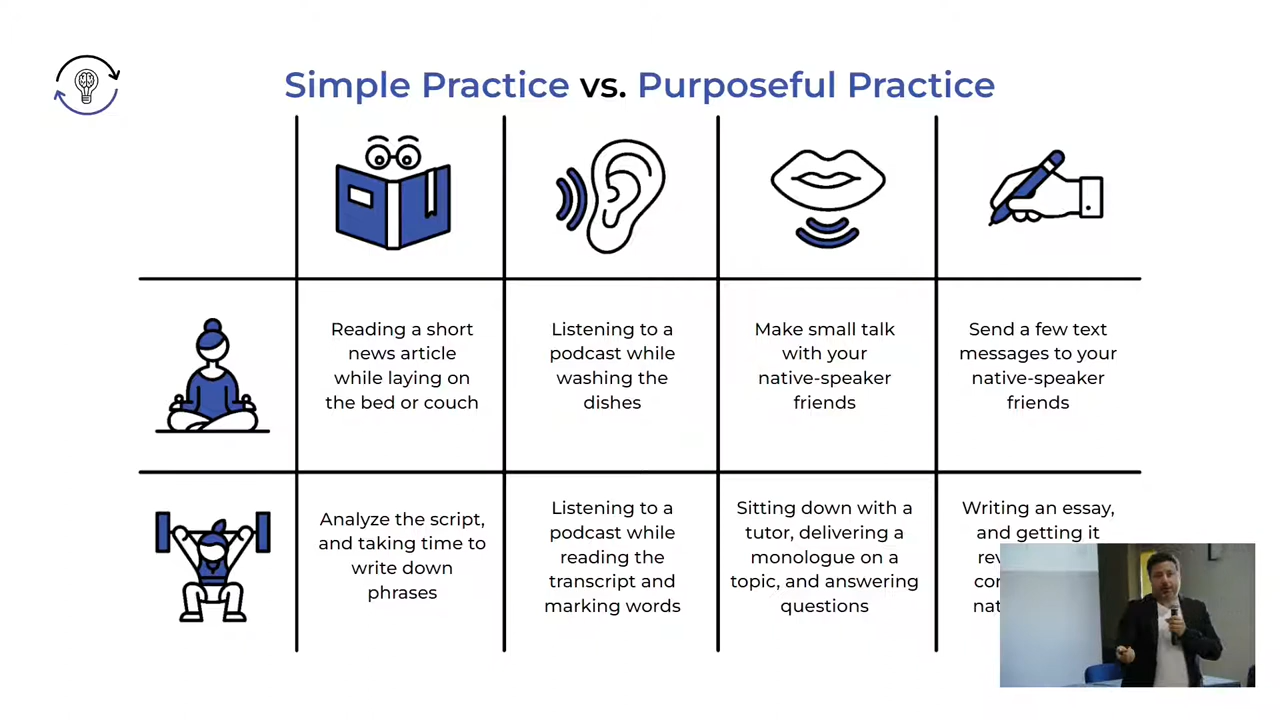 Simple Practice vs. Purposeful Practice
Reading a short
news article
while laying on
the bed or couch
Listening to a
podcast while
washing the
dishes
Make small talk
with your
native-speaker
friends
Send a few text
messages to your
native-speaker
friends
Analyze the script,
and taking time to
write down
phrases
Listening to a
podcast while
reading the
transcript and
marking words
Sitting down with a
tutor, delivering a
monologue on a
topic, and answering
questions
Writing an essay,
and getting it